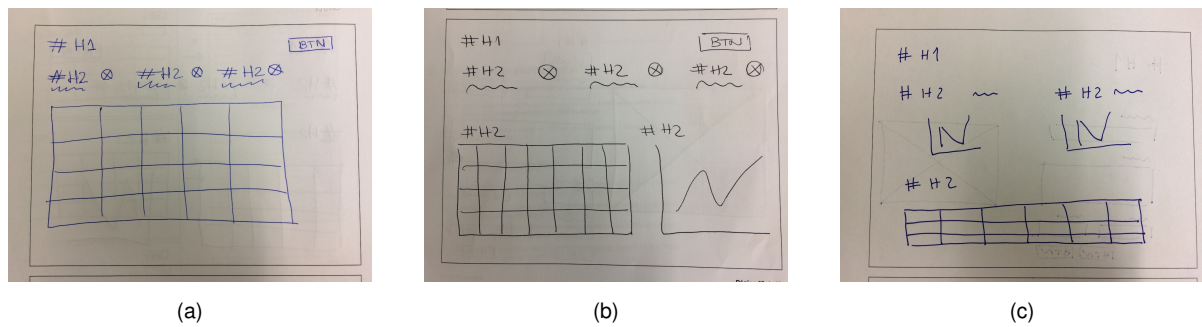 # H1 BTN
# H2 # H2 # H2
# H1 BTN
# H2 # H2 # H2
# H2 # H2
# H1
# H2 # H2
# H2
(a) (b) (c)